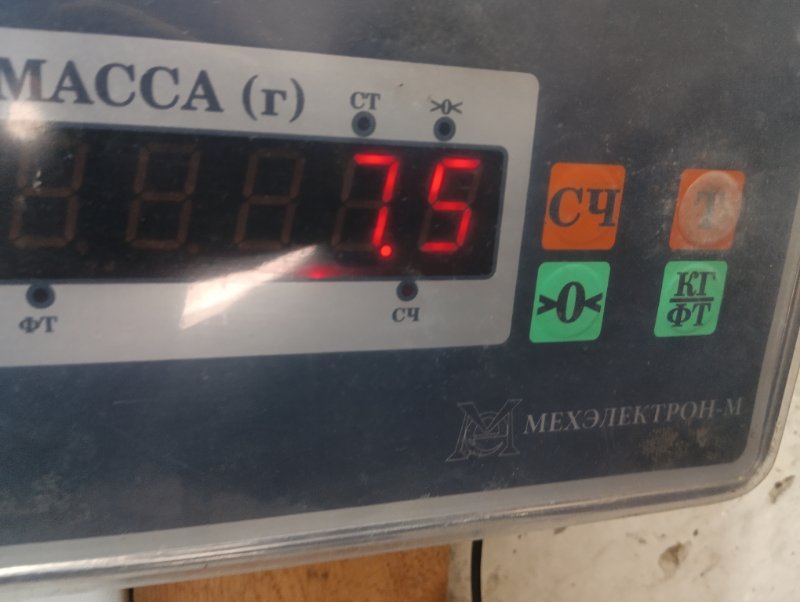 МАССА (г)
СТ
>0<
7.5
ФТ
СЧ
СЧ
Т
>0<
КГ
ФТ
МЕХЭЛЕКТРОН-М